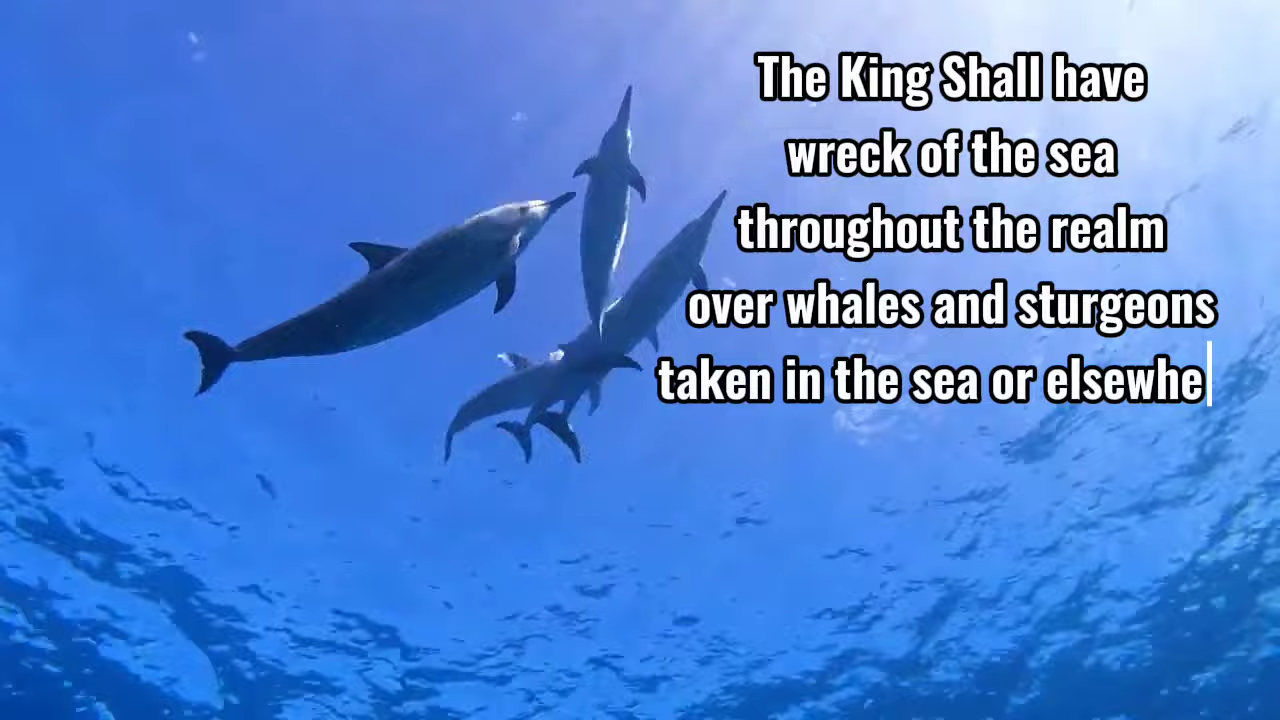 The King Shall have
wreck of the sea
throughout the realm
over whales and sturgeons
taken in the sea or elsewhe